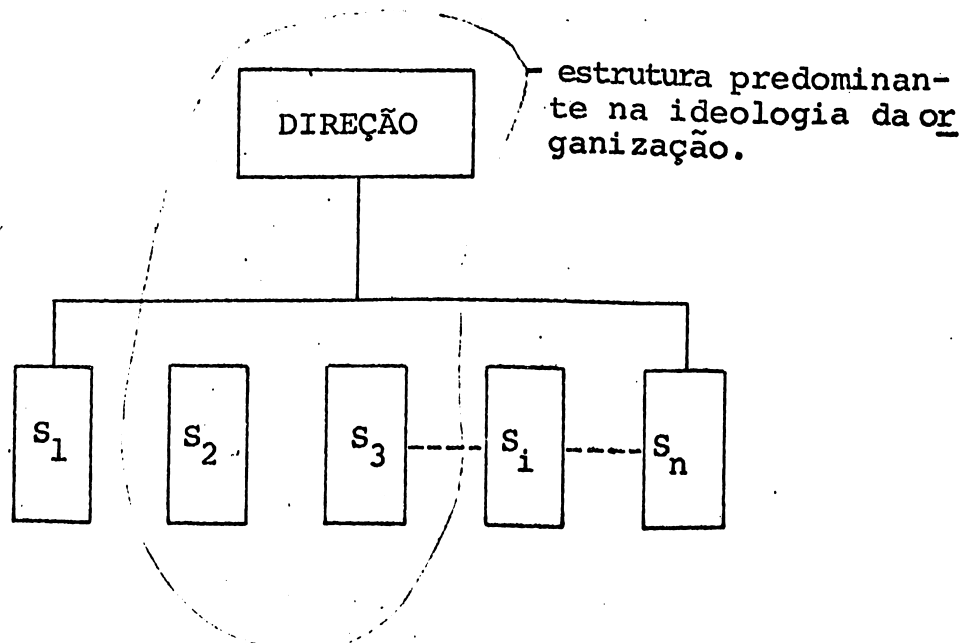 estrutura predominan-
DIREÇÃO
te na ideologia da or
ganização.
S1 S2 S3 Si Sn